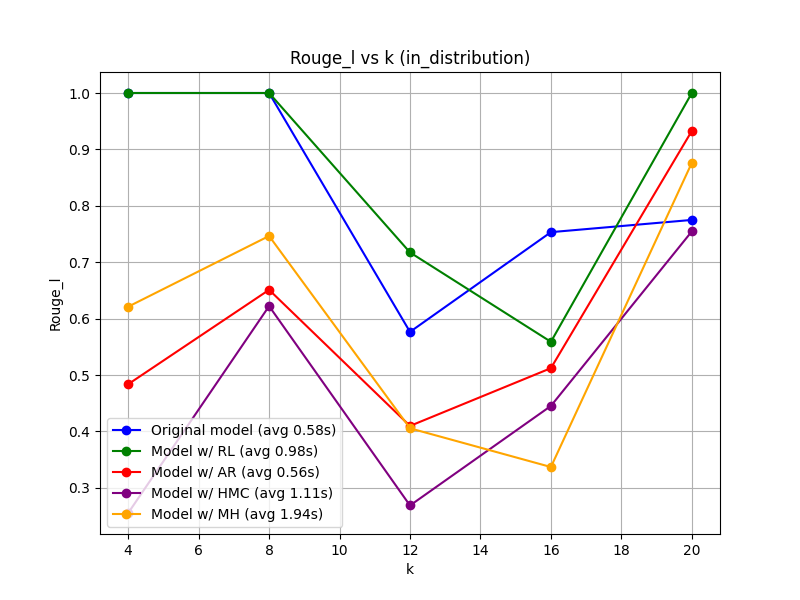 Rouge_l vs k (in_distribution)
1.0
0.9
0.8
0.7
0.6
0.5
0.4
0.3
Rouge_l
Original model (avg 0.58s)
Model w/ RL (avg 0.98s)
Model w/ AR (avg 0.56s)
Model w/ HMC (avg 1.11s)
Model w/ MH (avg 1.94s)
4 6 8 10 12 14 16 18 20
k